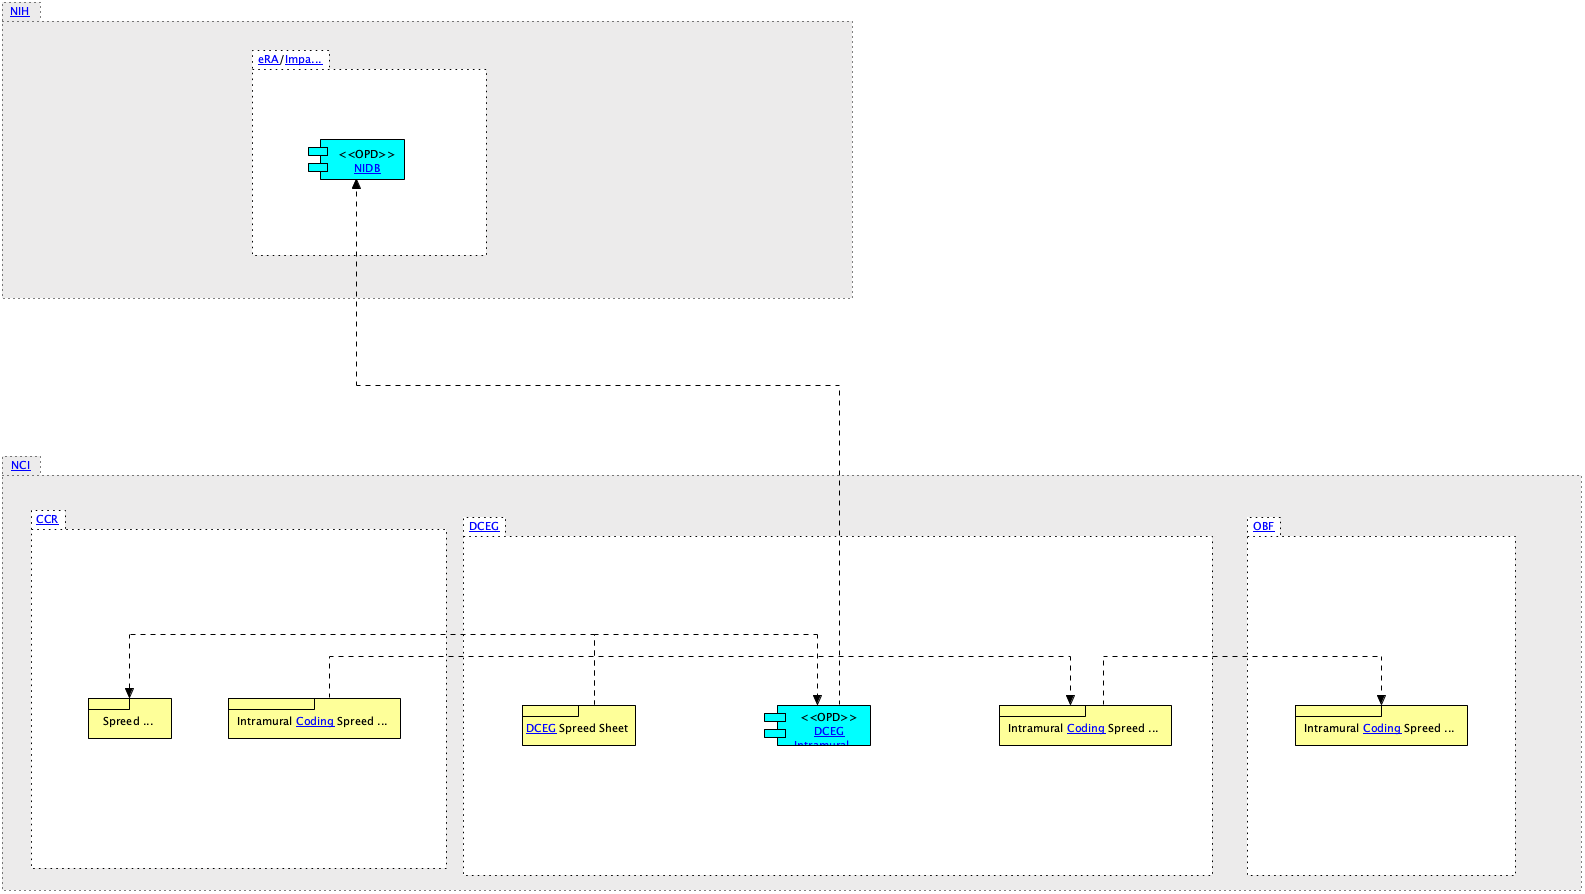 NIH
eRA/Impa...
<<OPD>>
NIDB
NCI
CCR
DCEG
OBF
Spreed ...
Intramural Coding Spreed ...
DCEG Spreed Sheet
<<OPD>>
DCEG
Intramural
Intramural Coding Spreed ...
Intramural Coding Spreed ...